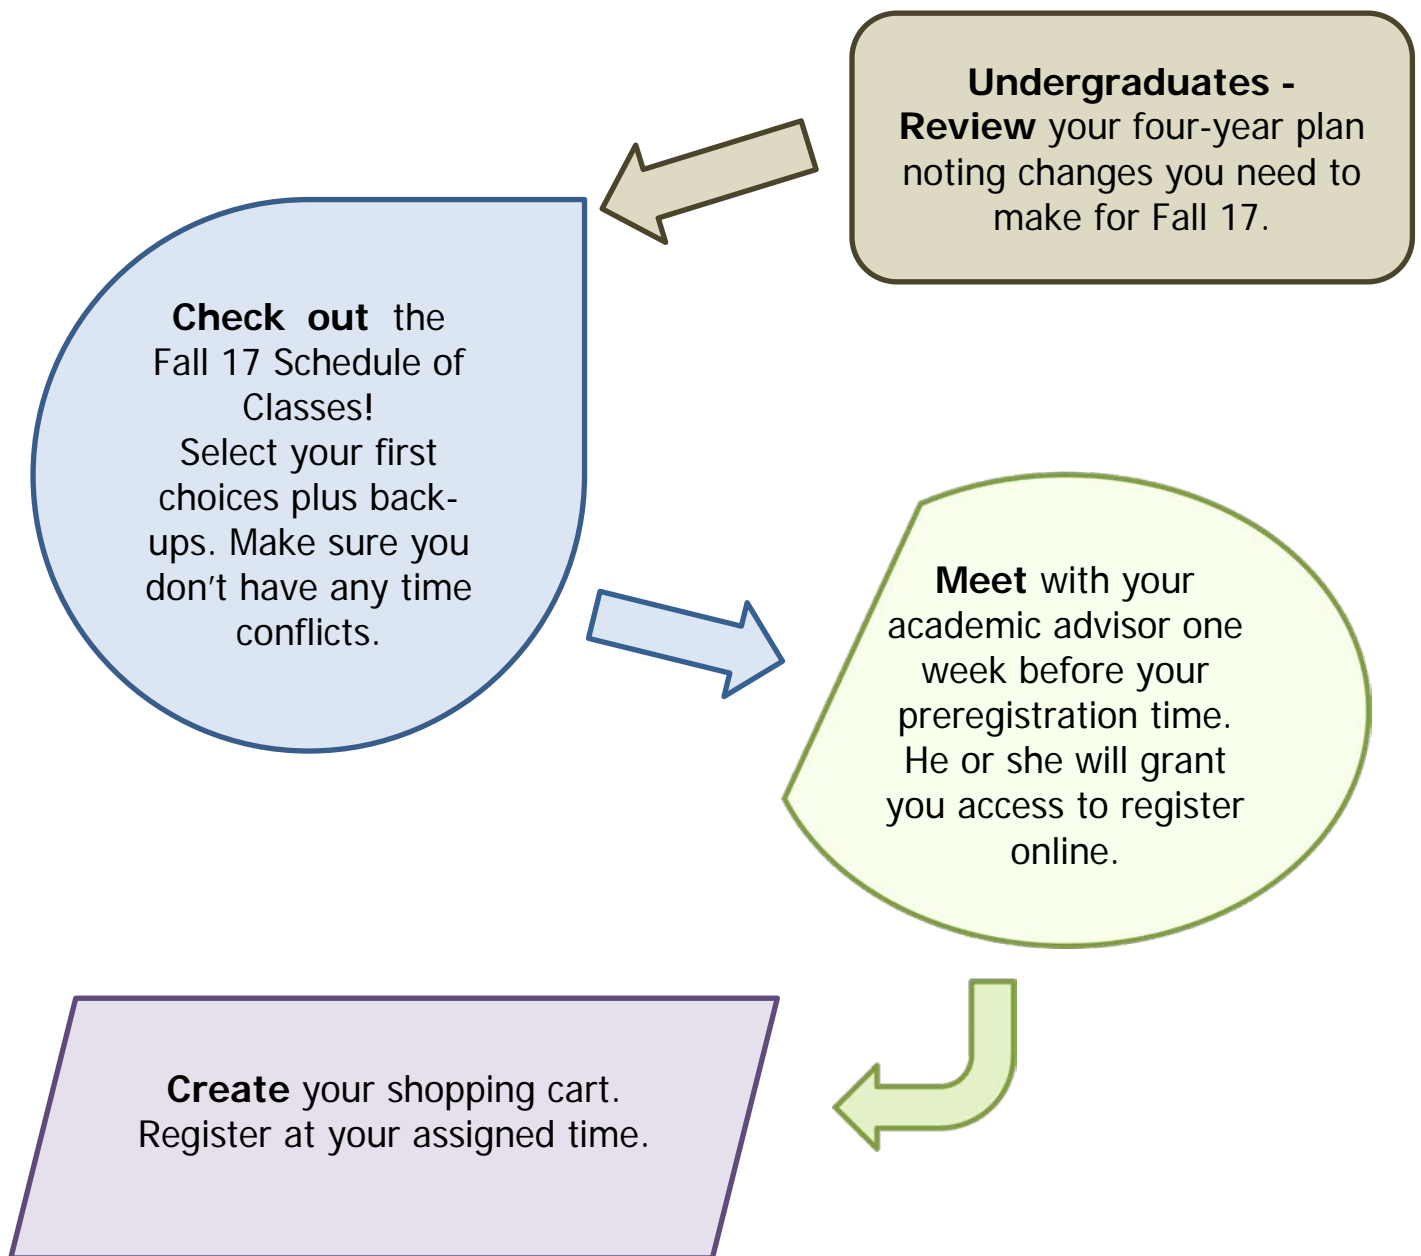 Undergraduates -
Review your four-year plan
noting changes you need to
make for Fall 17.
Check out the
Fall 17 Schedule of
Classes!
Select your first
choices plus back-
ups. Make sure you
don't have any time
conflicts.
Meet with your
academic advisor one
week before your
preregistration time.
He or she will grant
you access to register
online.
Create your shopping cart.
Register at your assigned time.